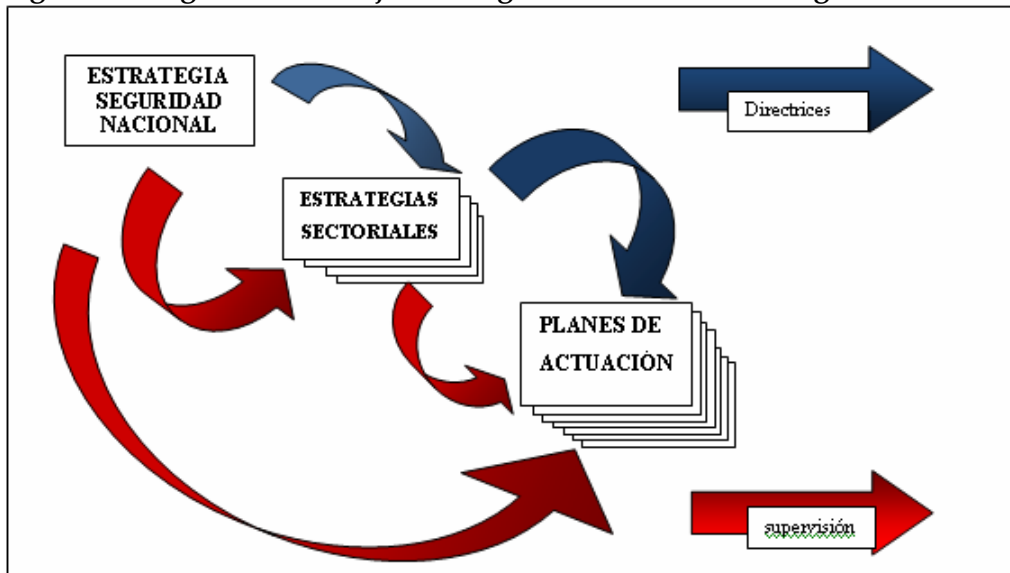 ESTRATEGIA
SEGURIDAD
NACIONAL
Directrices
ESTRATEGIAS
SECTORIALES
PLANES DE
ACTUACIÓN
supervisión